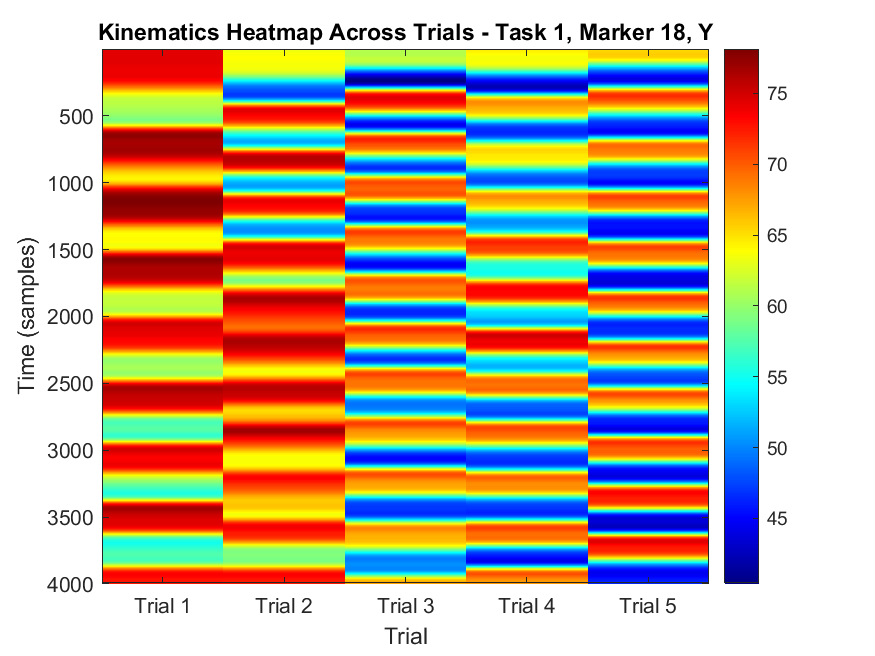 Kinematics Heatmap Across Trials - Task 1, Marker 18, Y
Time (samples)
500
1000
1500
2000
2500
3000
3500
4000
Trial 1
Trial 2
Trial 3
Trial 4
Trial 5
Trial
75
70
65
60
55
50
45